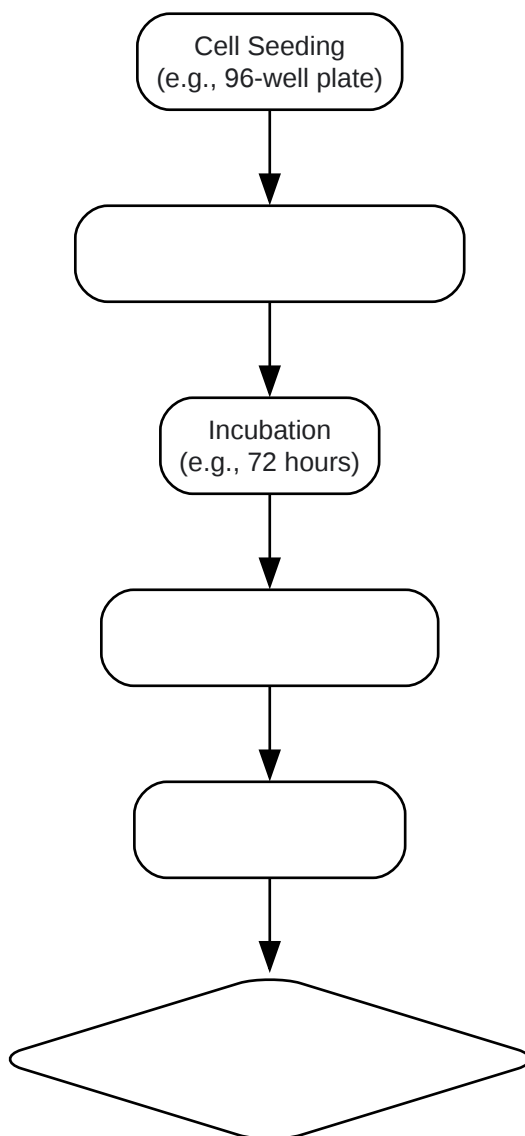 Cell Seeding
(e.g., 96-well plate)
Incubation
(e.g., 72 hours)